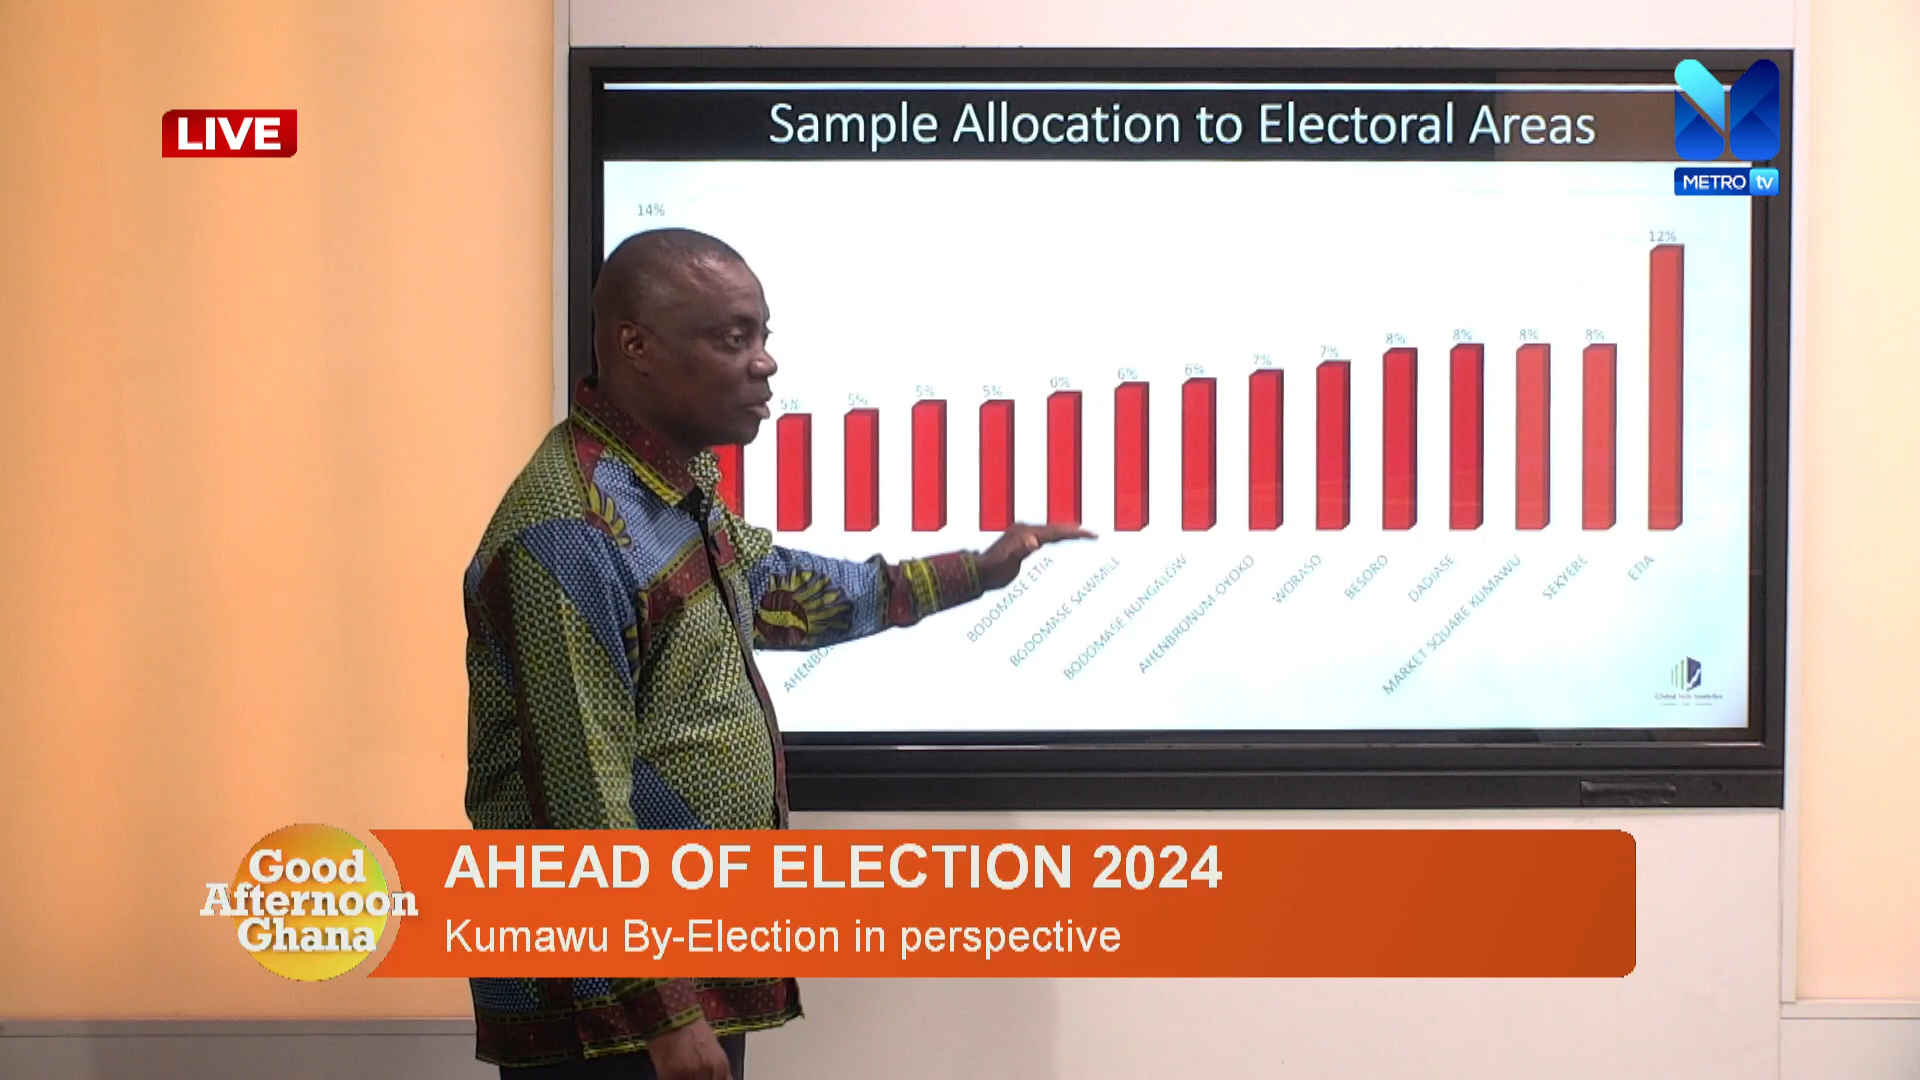 LIVE
Sample Allocation to Electoral Areas
METRO tv
14%
5%
5%
5%
5%
6%
6%
6%
7%
7%
8%
8%
8%
8%
12%
BODOMASE ETIA
BODOMASE SAWMILL
BODOMASE BUNGALOW
AHENBRONUM-OYOKO
WORASO
BESORO
DADIASE
MARKET SQUARE KUMAWU
SEKYERE
ETIA
Good
Afternoon
Ghana
AHEAD OF ELECTION 2024
Kumawu By-Election in perspective